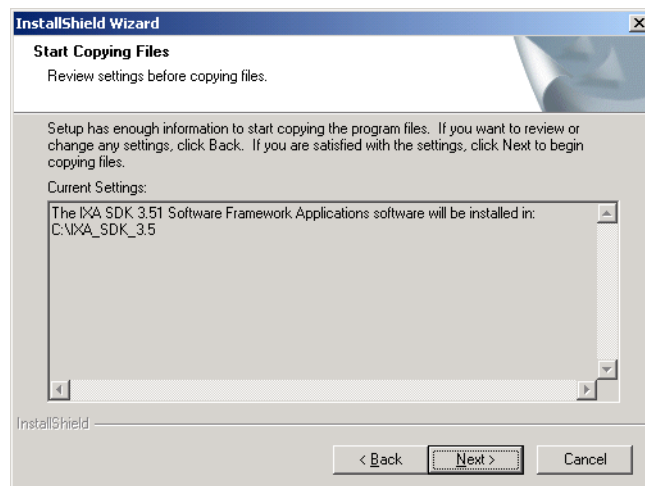 InstallShield Wizard
Start Copying Files
Review settings before copying files.
Setup has enough information to start copying the program files. If you want to review or
change any settings, click Back. If you are satisfied with the settings, click Next to begin
copying files.
Current Settings:
The IXA SDK 3.51 Software Framework Applications software will be installed in:
C:\IXA_SDK_3.5
InstallShield
< Back
Next >
Cancel